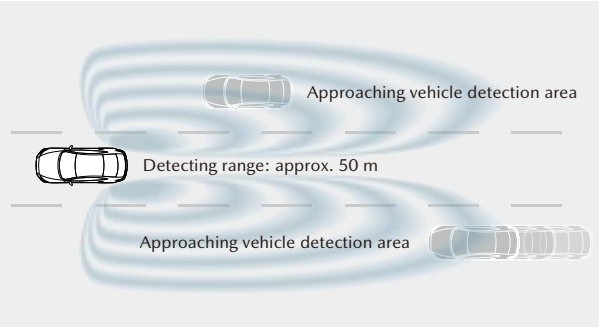 Approaching vehicle detection area
Detecting range: approx. 50 m
Approaching vehicle detection area